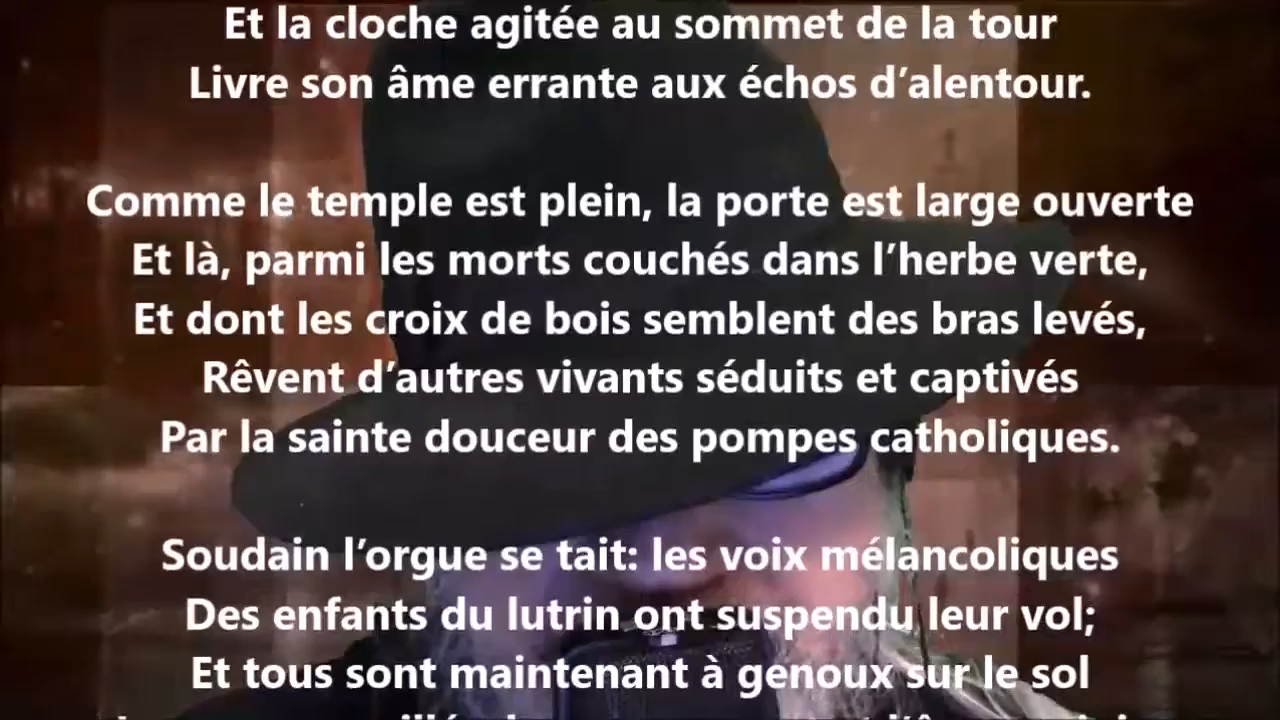 Et la cloche agitée au sommet de la tour
Livre son âme errante aux échos d’alentour.
Comme le temple est plein, la porte est large ouverte
Et là, parmi les morts couchés dans l’herbe verte,
Et dont les croix de bois semblent des bras levés,
Rêvent d’autres vivants séduits et captivés
Par la sainte douceur des pompes catholiques.
Soudain l’orgue se tait: les voix mélancoliques
Des enfants du lutrin ont suspendu leur vol;
Et tous sont maintenant à genoux sur le sol